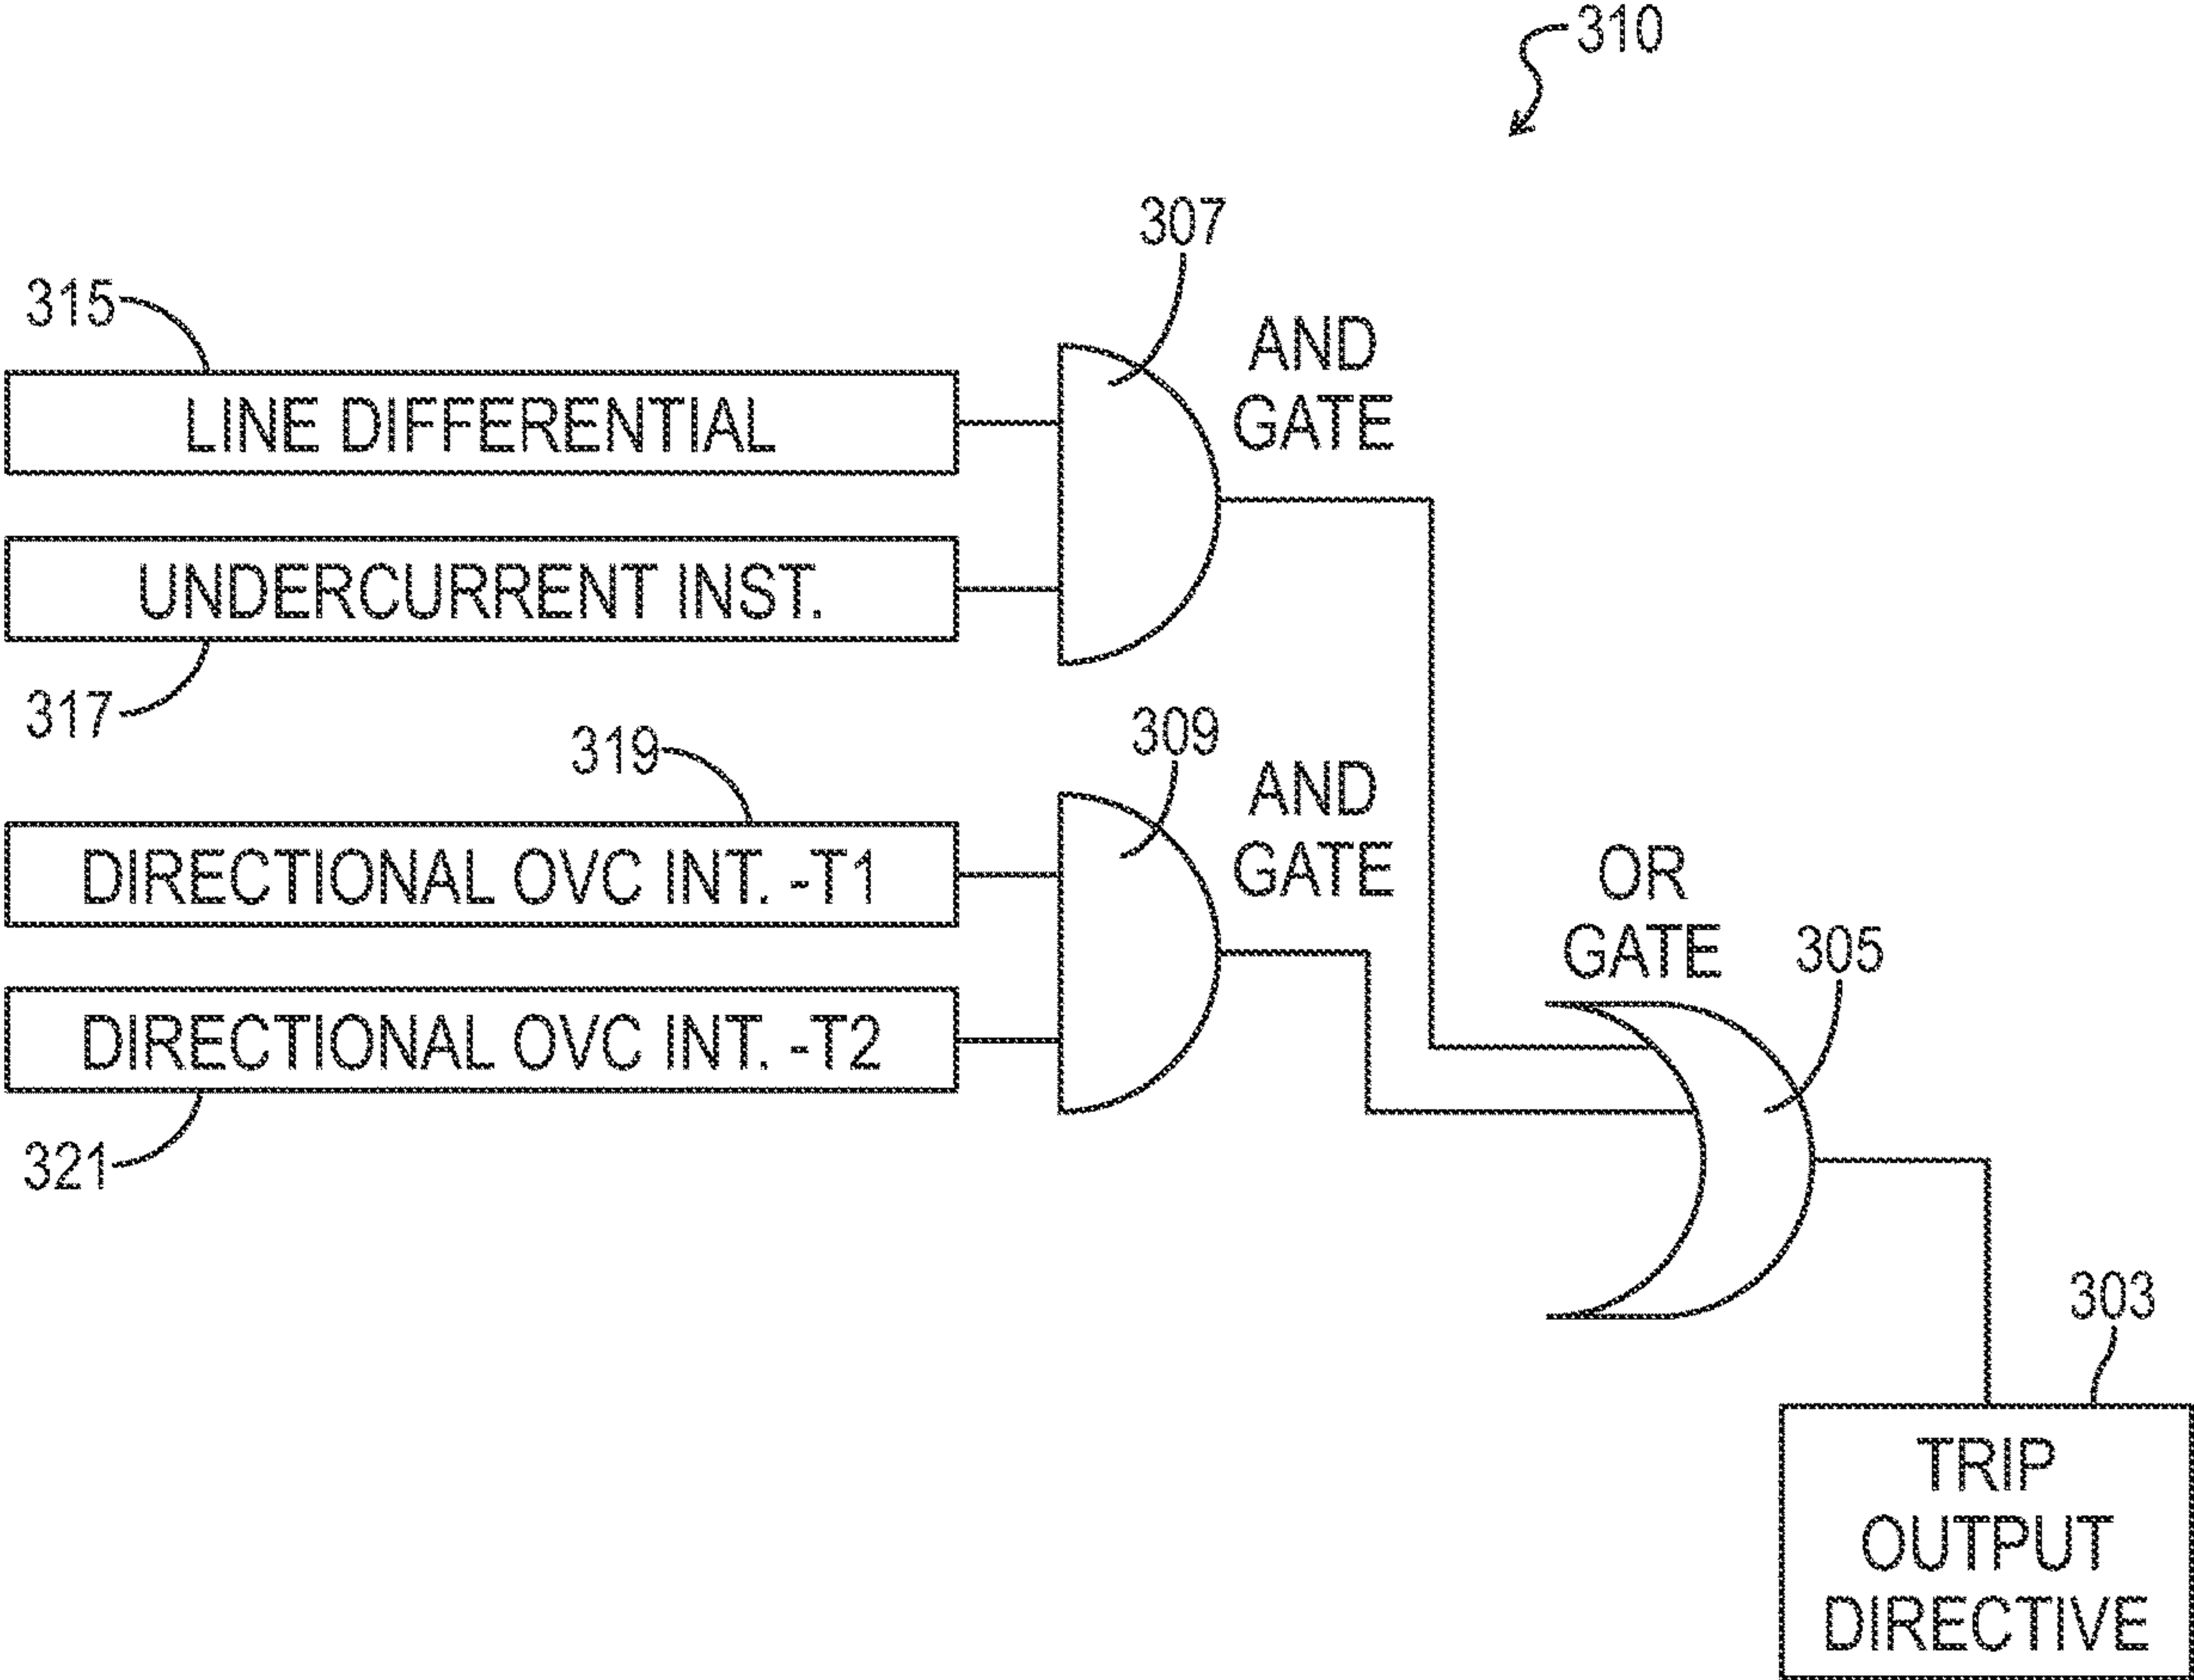 310
307
315
AND
GATE
LINE DIFFERENTIAL
UNDERCURRENT INST.
317
319
309
AND
GATE
DIRECTIONAL OVC INT. -T1
OR
GATE
305
DIRECTIONAL OVC INT. -T2
321
303
TRIP
OUTPUT
DIRECTIVE